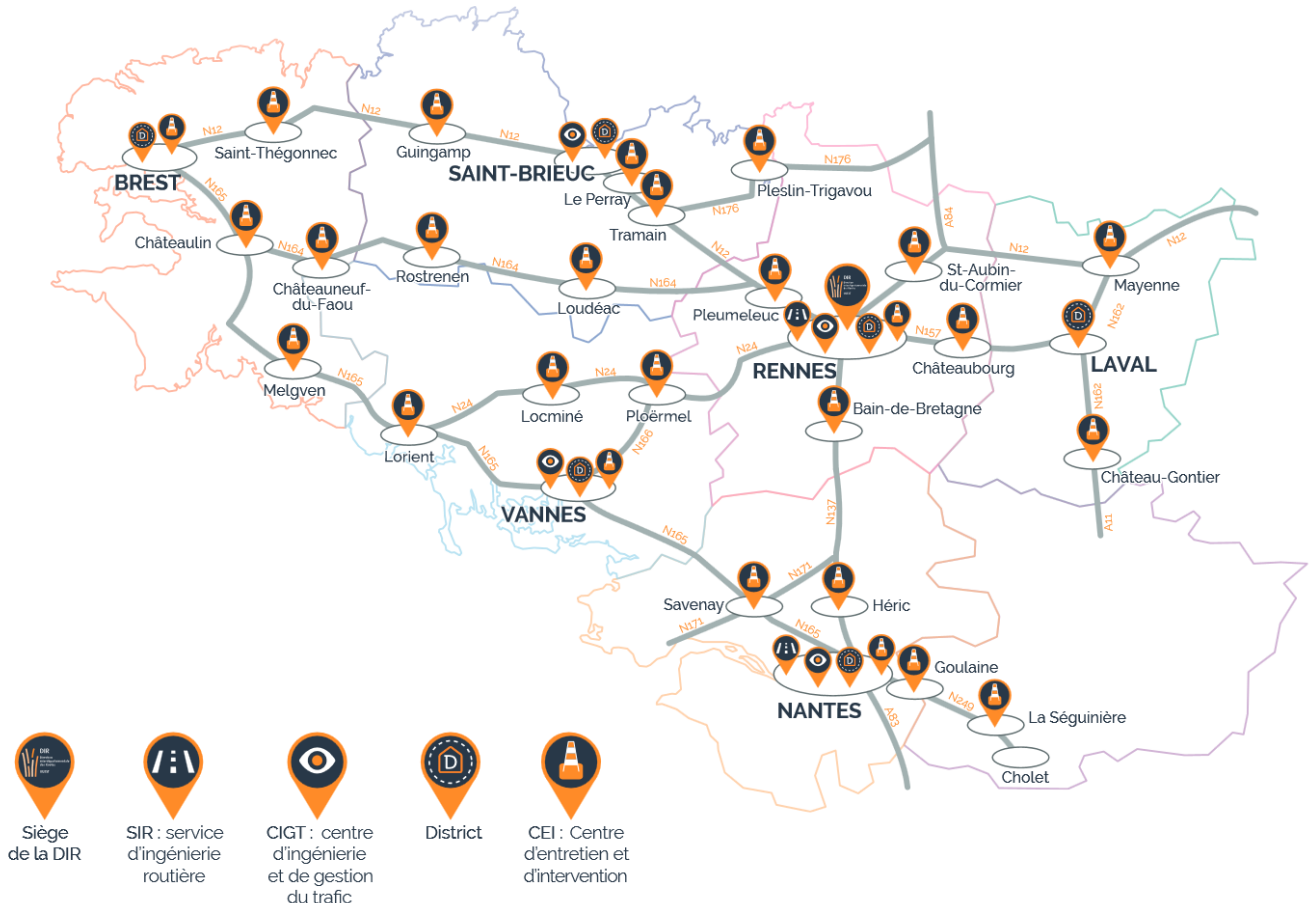 N12
N12
N12
Saint-Thégonnec
Guingamp
SAINT-BRIEUC
BREST
Le Perray
Pleslin-Trigavou
N176
N176
Tramain
N165
Châteaulin
N164
Châteauneuf-
du-Faou
Rostrenen
N164
Loudéac
N164
N12
Pleumeleuc
A84
N12
N12
St-Aubin-
du-Cormier
Mayenne
DIR
N162
N157
RENNES
Châteaubourg
LAVAL
N24
Melgven
N165
N24
N24
Locminé
Ploërmel
Bain-de-Bretagne
N162
Lorient
N165
N166
Château-Gontier
VANNES
N137
A11
N165
N171
Savenay
Héric
N171
N165
Goulaine
NANTES
A83
N249
La Séguinière
Cholet
D
D
D
D
D
D
DIR
D
Siège
de la DIR
SIR : service
d'ingénierie
routière
CIGT : centre
d'ingénierie
et de gestion
du trafic
District
CEI : Centre
d'entretien et
d'intervention